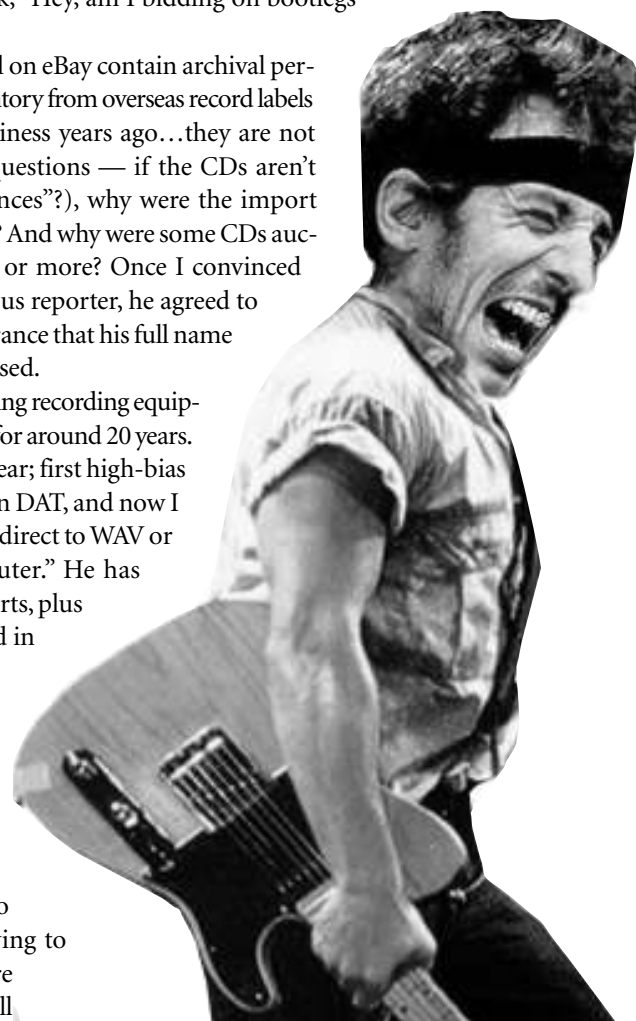 “Hey, am I bidding on bootlegs
on eBay contain archival per-
tory from overseas record labels
iness years ago…they are not
uestions — if the CDs aren’t
nces”?), why were the import
? And why were some CDs auc-
or more? Once I convinced
us reporter, he agreed to
rance that his full name
sed.
ing recording equip-
for around 20 years.
ear; first high-bias
n DAT, and now I
direct to WAV or
uter.” He has
rts, plus
d in
o
ing to
re
ll